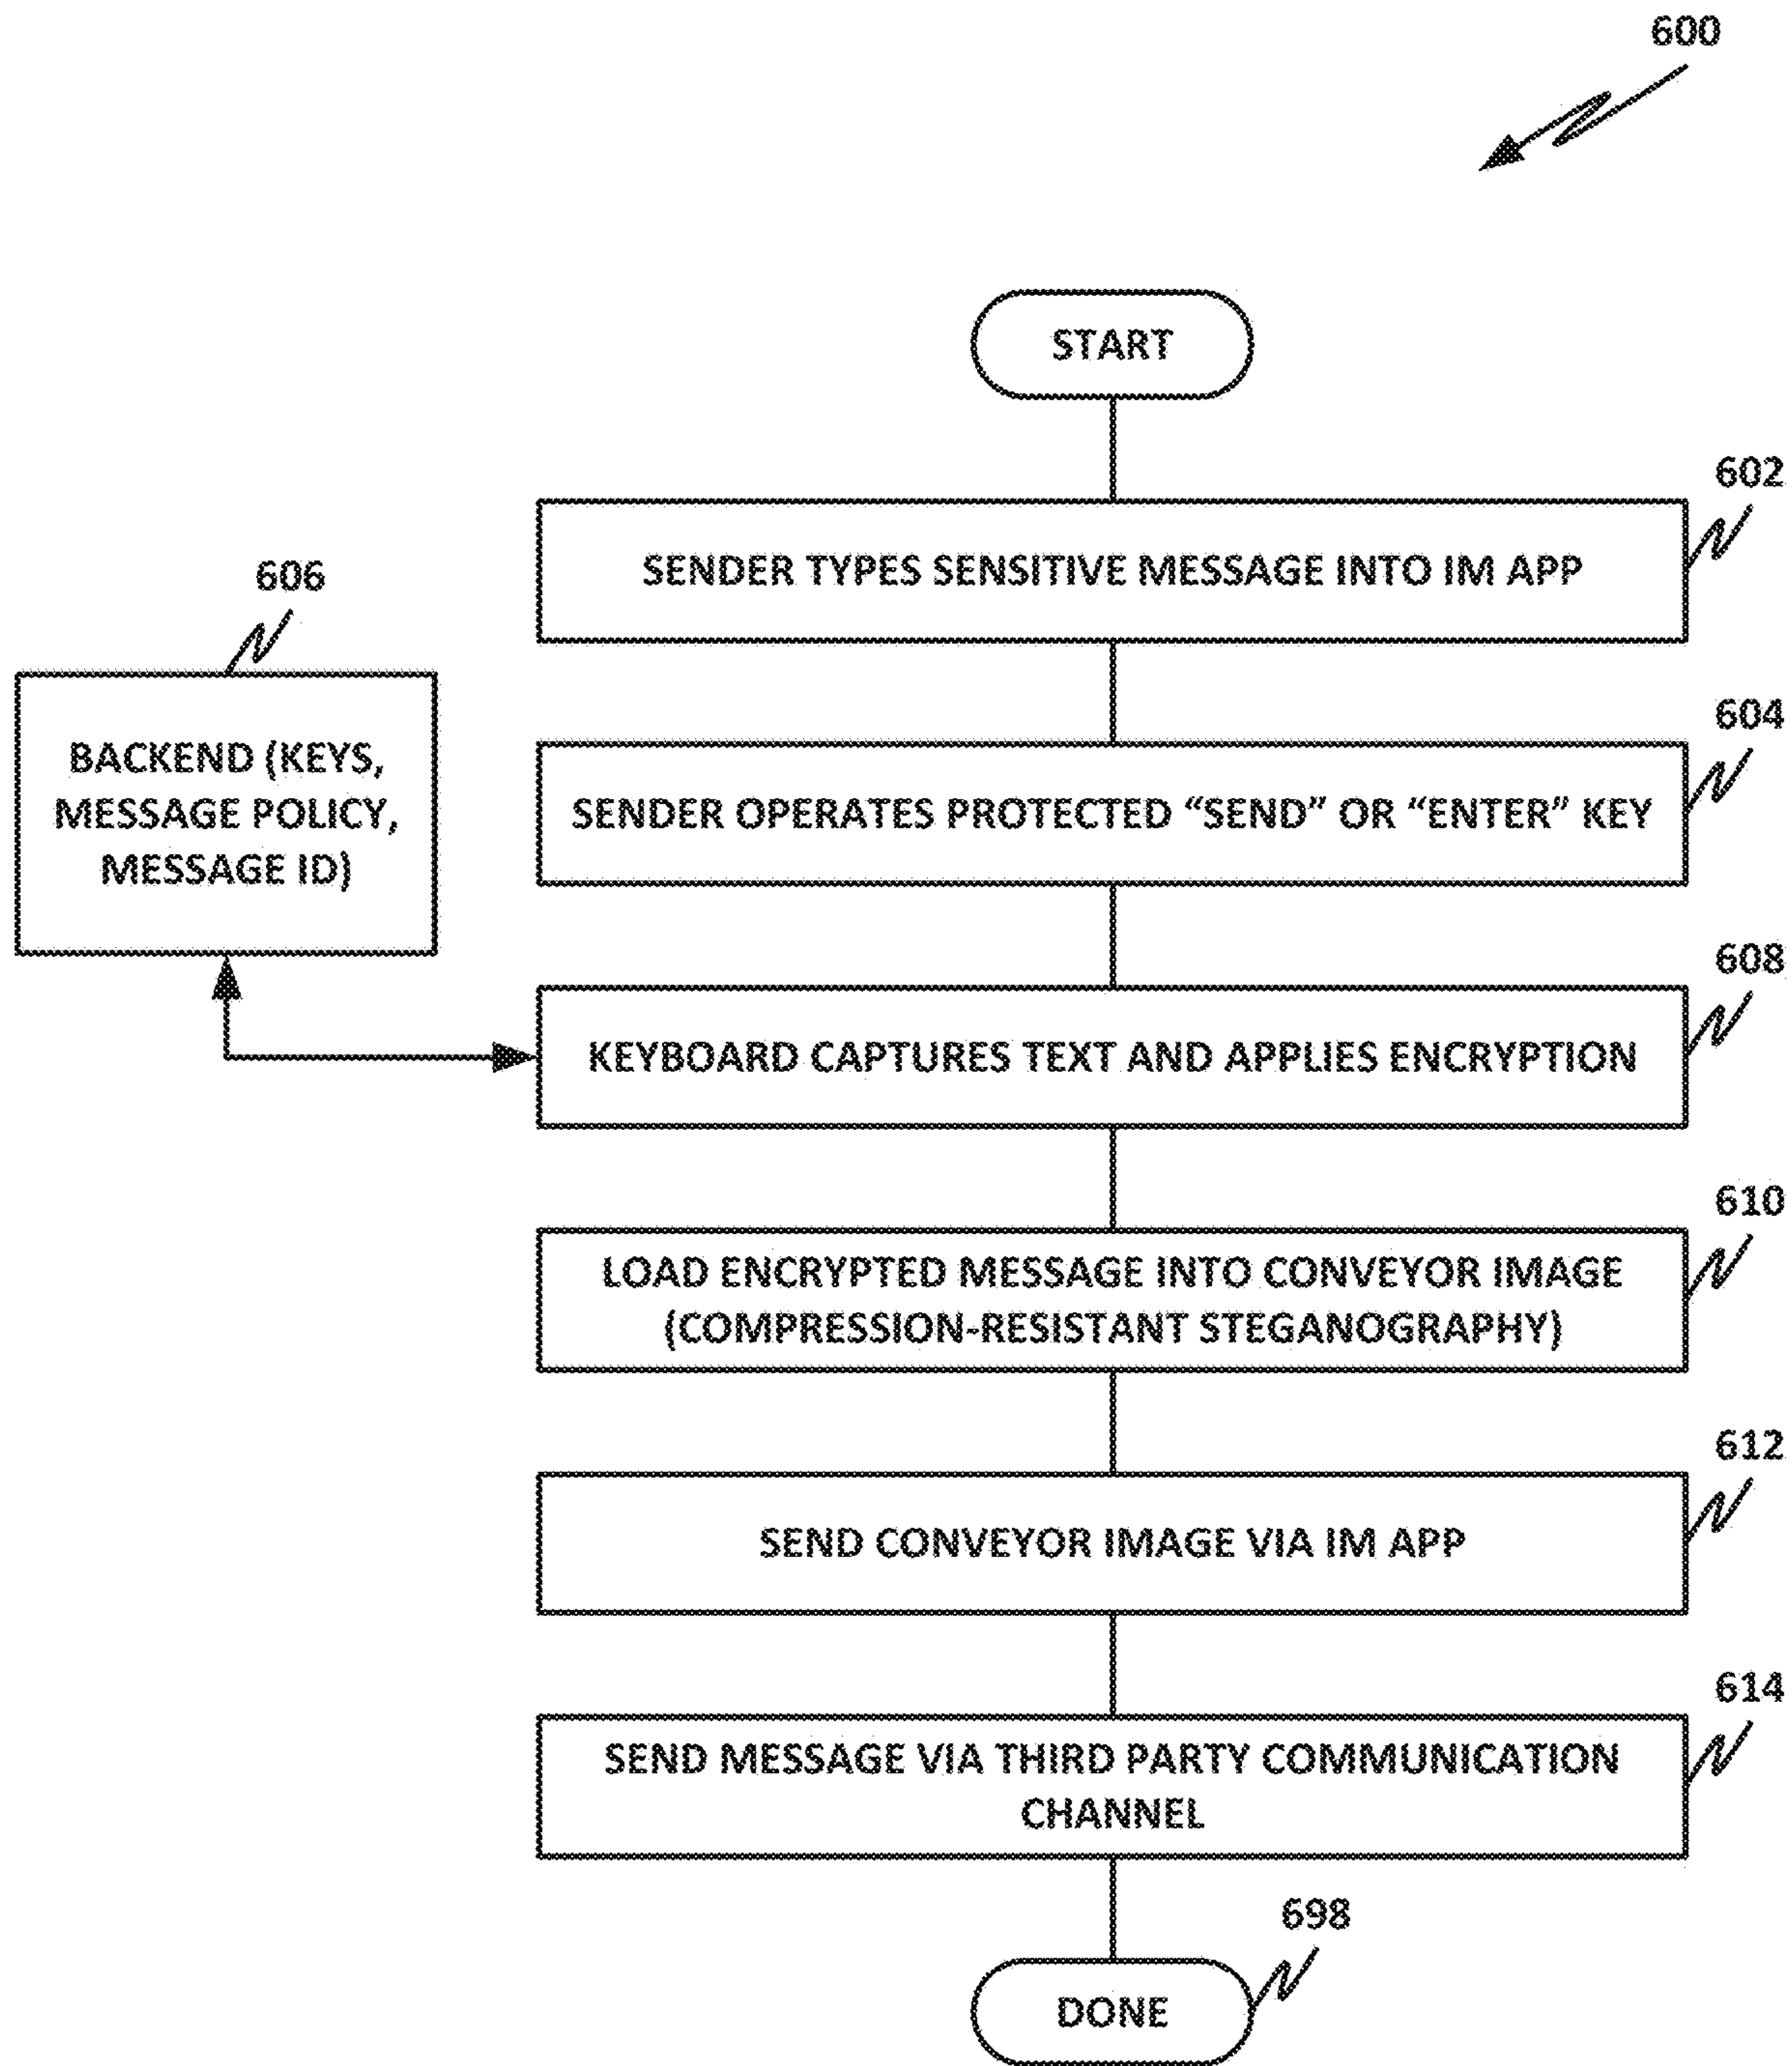 600
START
602
SENDER TYPES SENSITIVE MESSAGE INTO IM APP
606
BACKEND (KEYS,
MESSAGE POLICY,
MESSAGE ID)
604
SENDER OPERATES PROTECTED “SEND” OR “ENTER” KEY
608
KEYBOARD CAPTURES TEXT AND APPLIES ENCRYPTION
610
LOAD ENCRYPTED MESSAGE INTO CONVEYOR IMAGE
(COMPRESSION-RESISTANT STEGANOGRAPHY)
612
SEND CONVEYOR IMAGE VIA IM APP
614
SEND MESSAGE VIA THIRD PARTY COMMUNICATION
CHANNEL
698
DONE